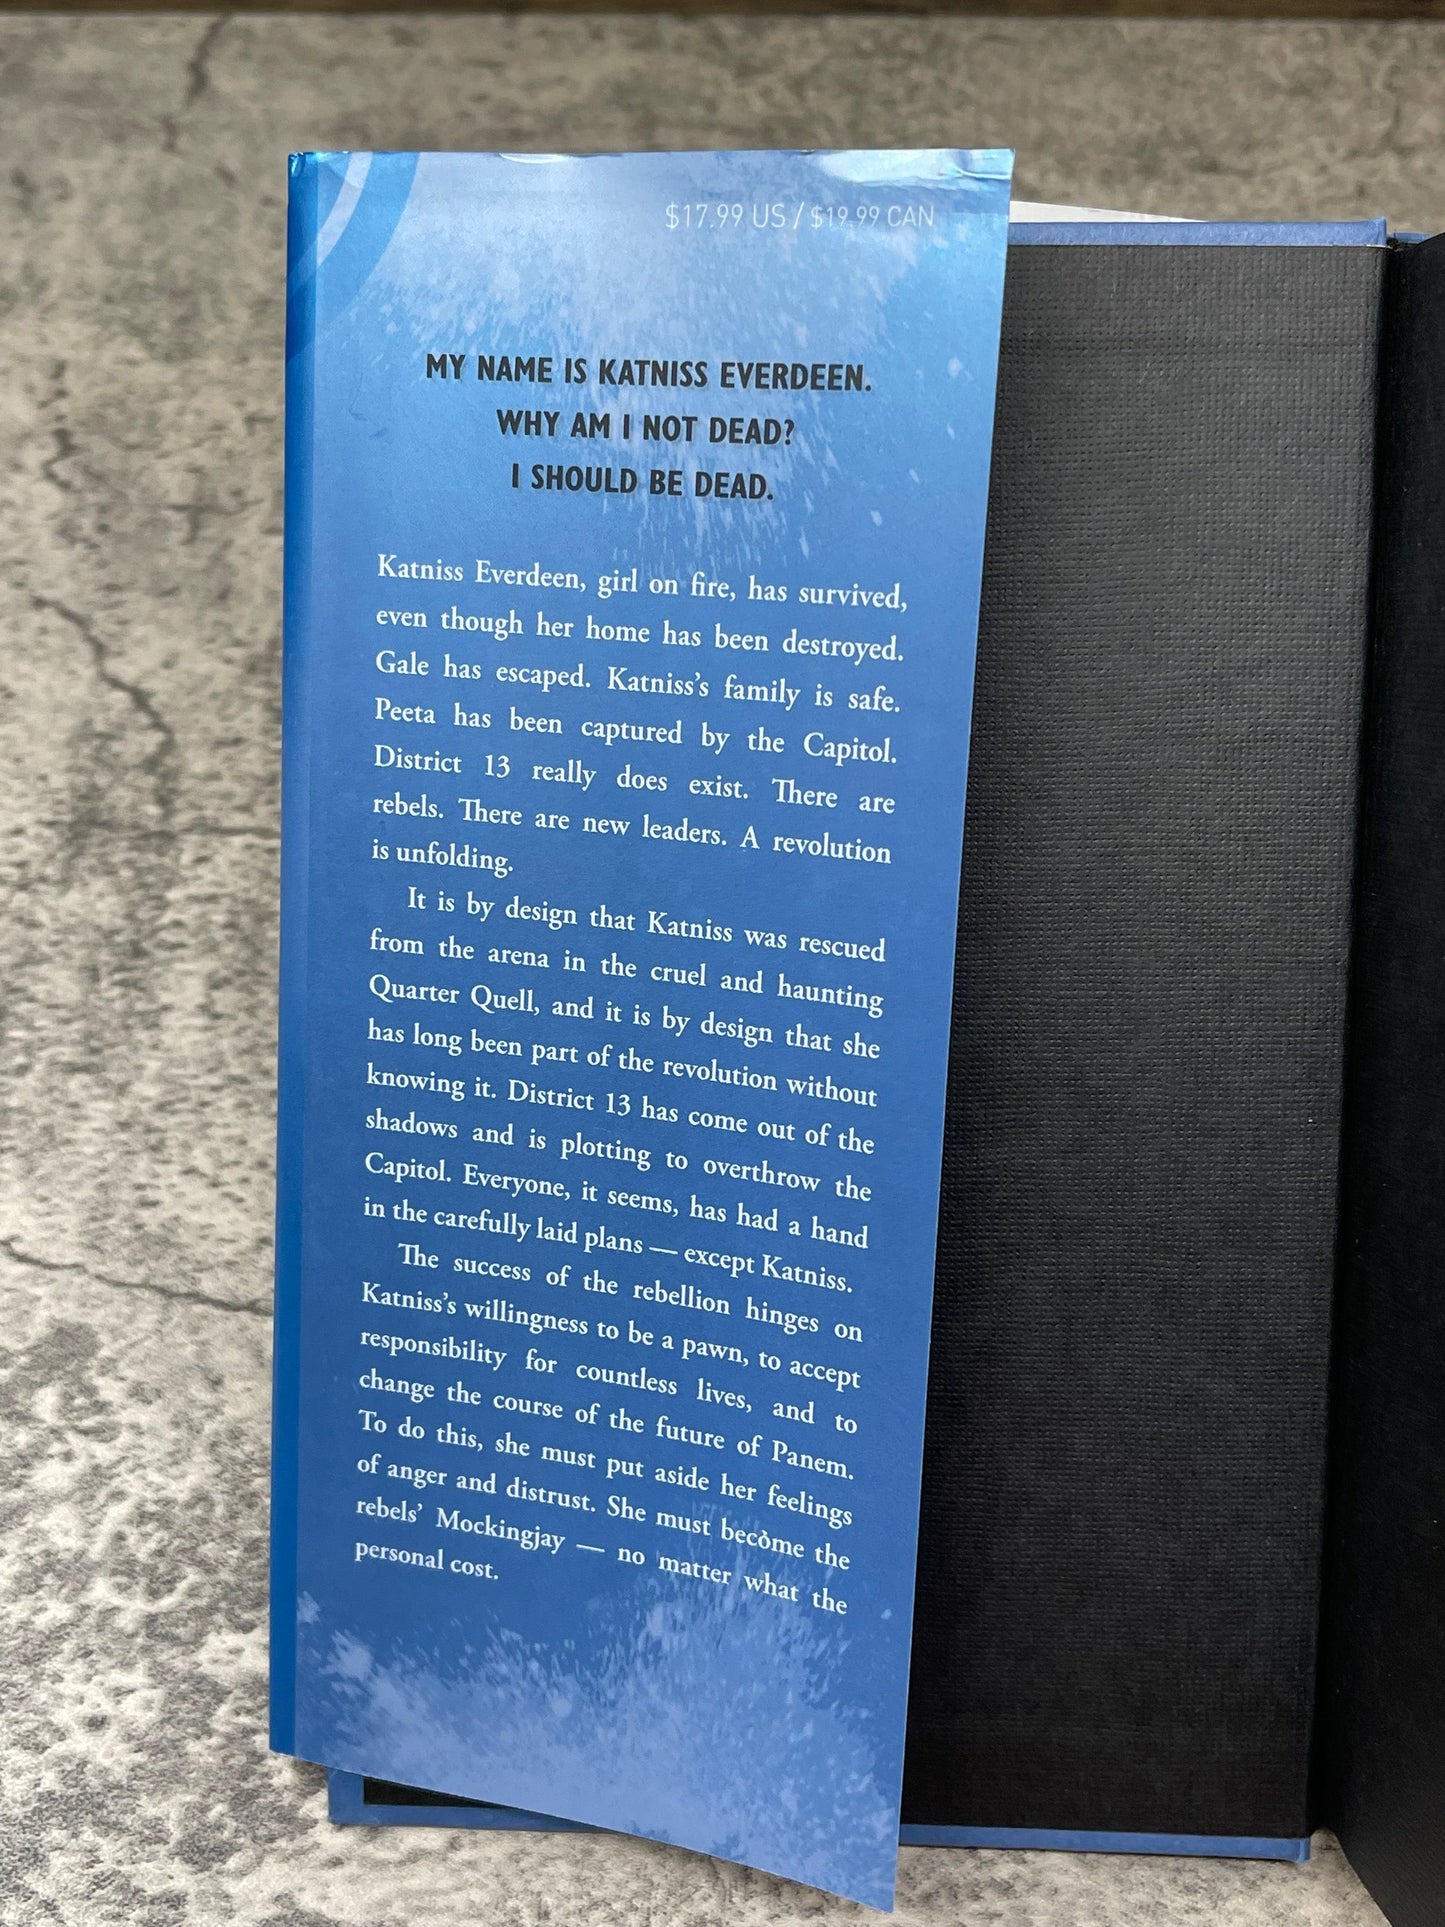 $17.99 US / $19.99 CAN
MY NAME IS KATNISS EVERDEEN.
WHY AM I NOT DEAD?
I SHOULD BE DEAD.
Katniss Everdeen, girl on fire, has survived,
even though her home has been destroyed.
Gale has escaped. Katniss’s family is safe.
Peeta has been captured by the Capitol.
District 13 really does exist. There are
rebels. There are new leaders. A revolution
is unfolding.
It is by design that Katniss was rescued
from the arena in the cruel and haunting
Quarter Quell, and it is by design that she
has long been part of the revolution without
knowing it. District 13 has come out of the
shadows and is plotting to overthrow the
Capitol. Everyone, it seems, has had a hand
in the carefully laid plans — except Katniss.
The success of the rebellion hinges on
Katniss’s willingness to be a pawn, to accept
responsibility for countless lives, and to
change the course of the future of Panem.
To do this, she must put aside her feelings
of anger and distrust. She must become the
rebels’ Mockingjay — no matter what the
personal cost.